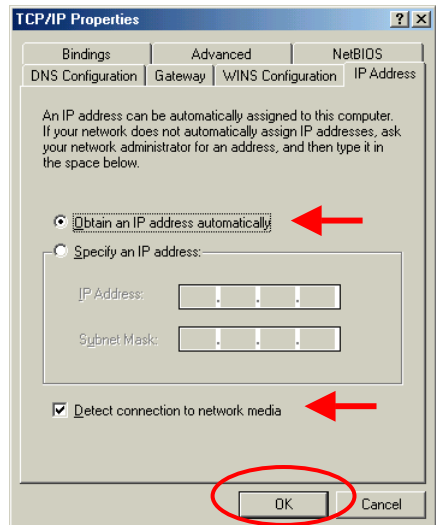 TCP/IP Properties
Bindings Advanced NetBIOS
DNS Configuration Gateway WINS Configuration IP Address
An IP address can be automatically assigned to this computer.
If your network does not automatically assign IP addresses, ask
your network administrator for an address, and then type it in
the space below.
Obtain an IP address automatically
Specify an IP address:
IP Address:
Subnet Mask:
Detect connection to network media
OK Cancel